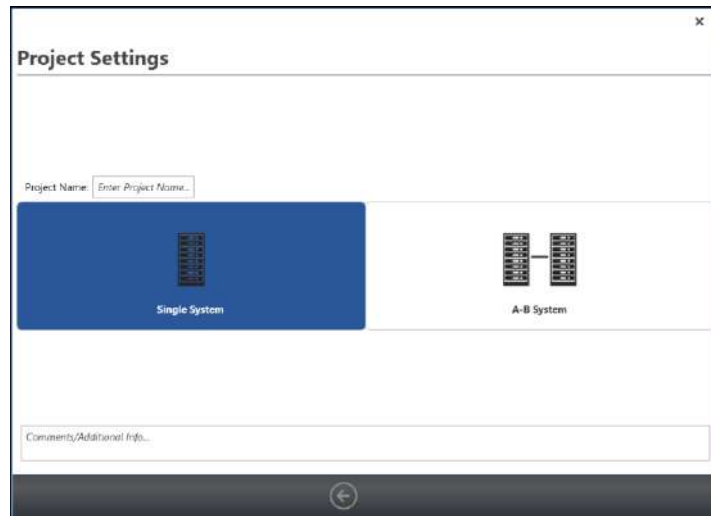 Project Settings
Project Name: Enter Project Name...
Single System
A-B System
Comments/Additional Info...